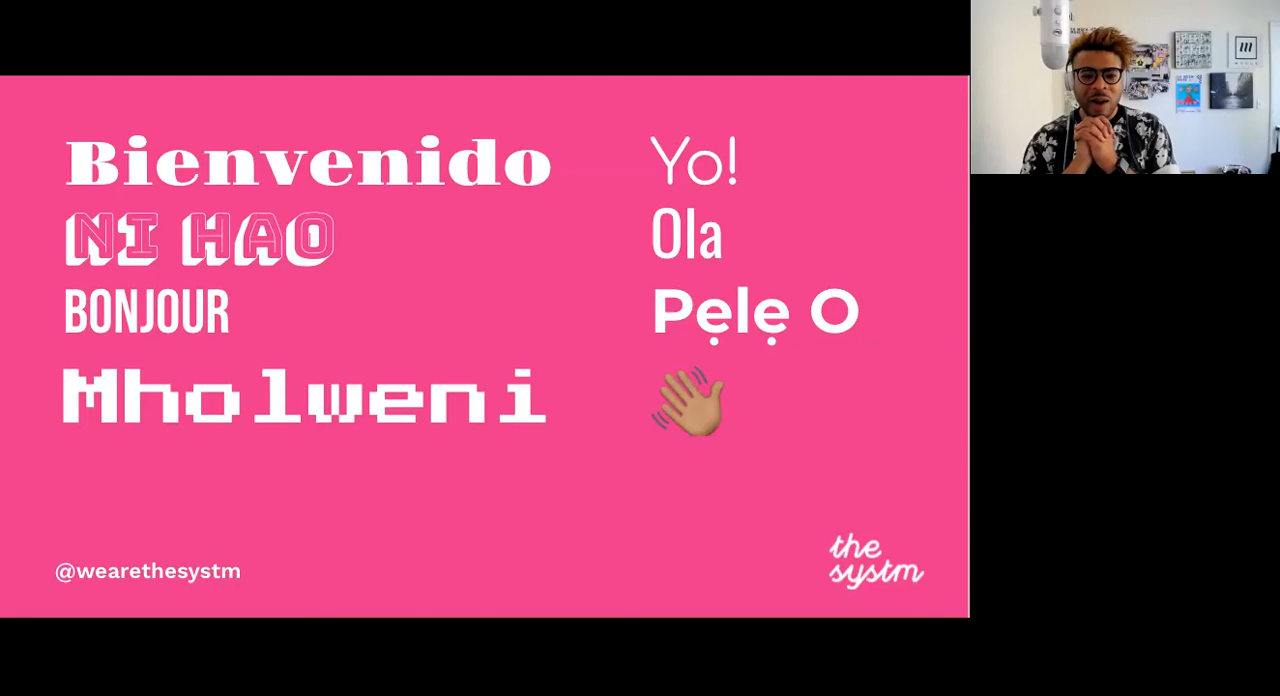 Bienvenido
NI HAO
BONJOUR
Mholweni
Yo!
Ola
Pẹlẹ O
@wearethesystm
the
systm